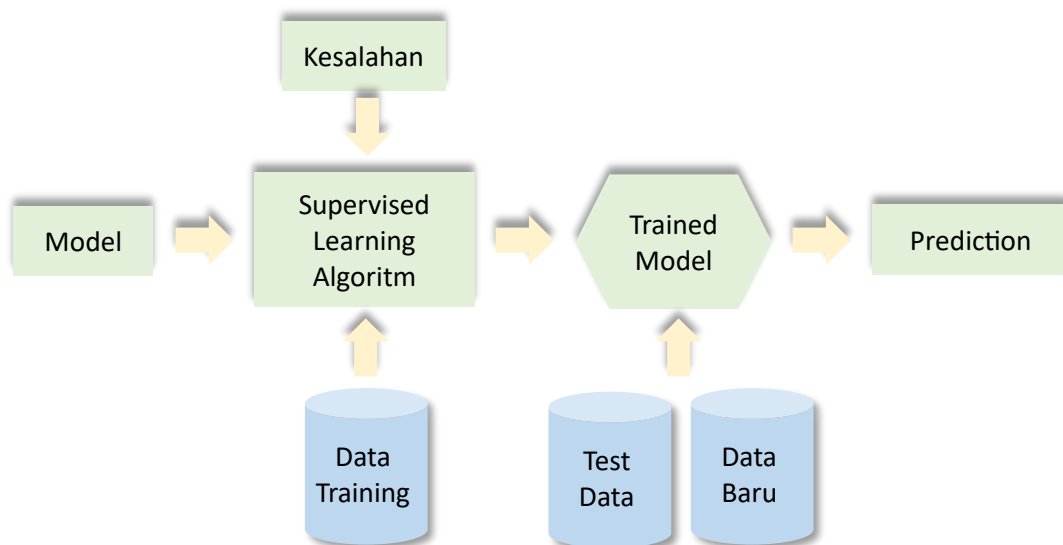 Kesalahan
Model
Supervised
Learning
Algoritm
Trained
Model
Prediction
Data
Training
Test
Data
Data
Baru